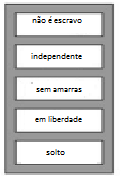 não é escravo
independente
sem amarras
em liberdade
solto